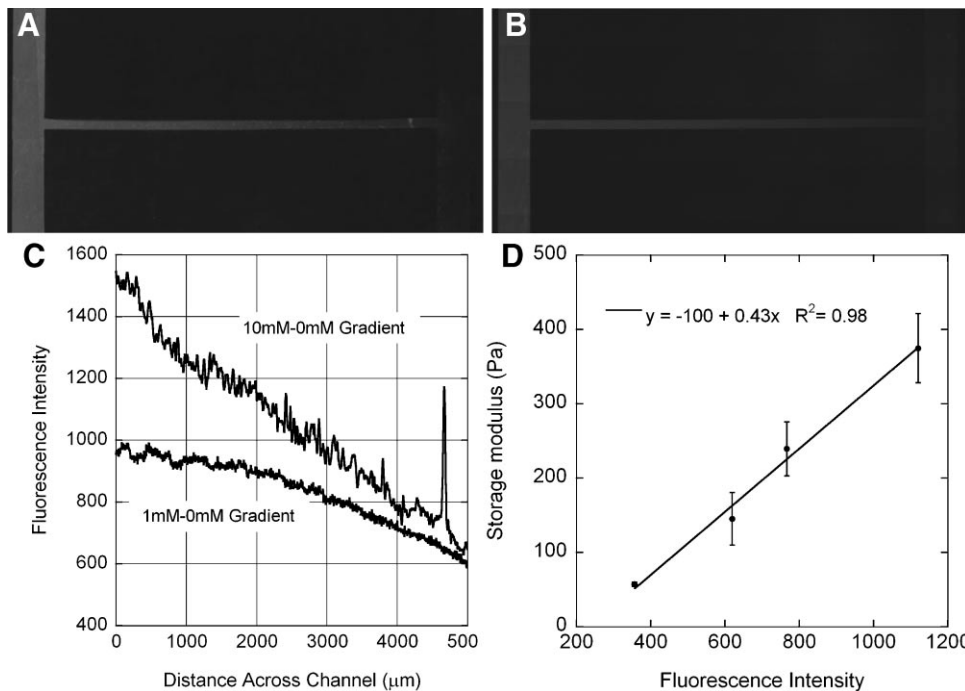 A
B
C
1600
1400
1200
1000
800
600
400
0
1000
2000
3000
4000
500
Fluorescence Intensity
10mM-0mM Gradient
1mM-0mM Gradient
Distance Across Channel (μm)
D
500
400
300
200
100
0
200
400
600
800
1000
1200
Storage modulus (Pa)
y = -100 + 0.43x R²= 0.98
Fluorescence Intensity